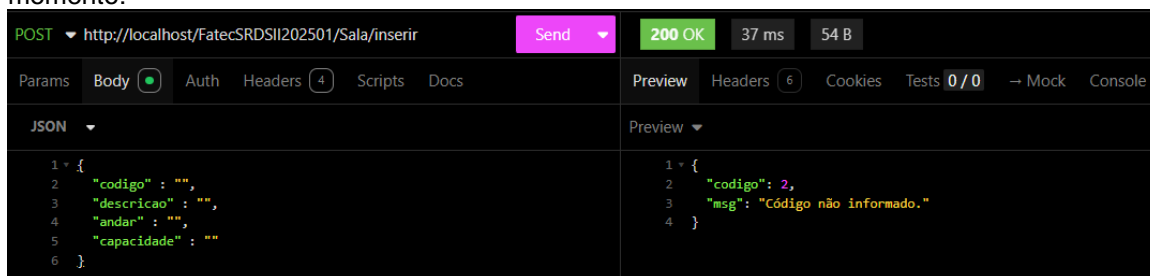 momento.
POST http://localhost/FatecSRDSII202501/Sala/inserir Send 200 OK 37 ms 54 B
Params Body Auth Headers 4 Scripts Docs Preview Headers 6 Cookies Tests 0 / 0 → Mock Console
JSON Preview
1 {
2 "codigo" : "",
3 "descricao" : "",
4 "andar" : "",
5 "capacidade" : ""
6 }
1 {
2 "codigo": 2,
3 "msg": "Código não informado."
4 }